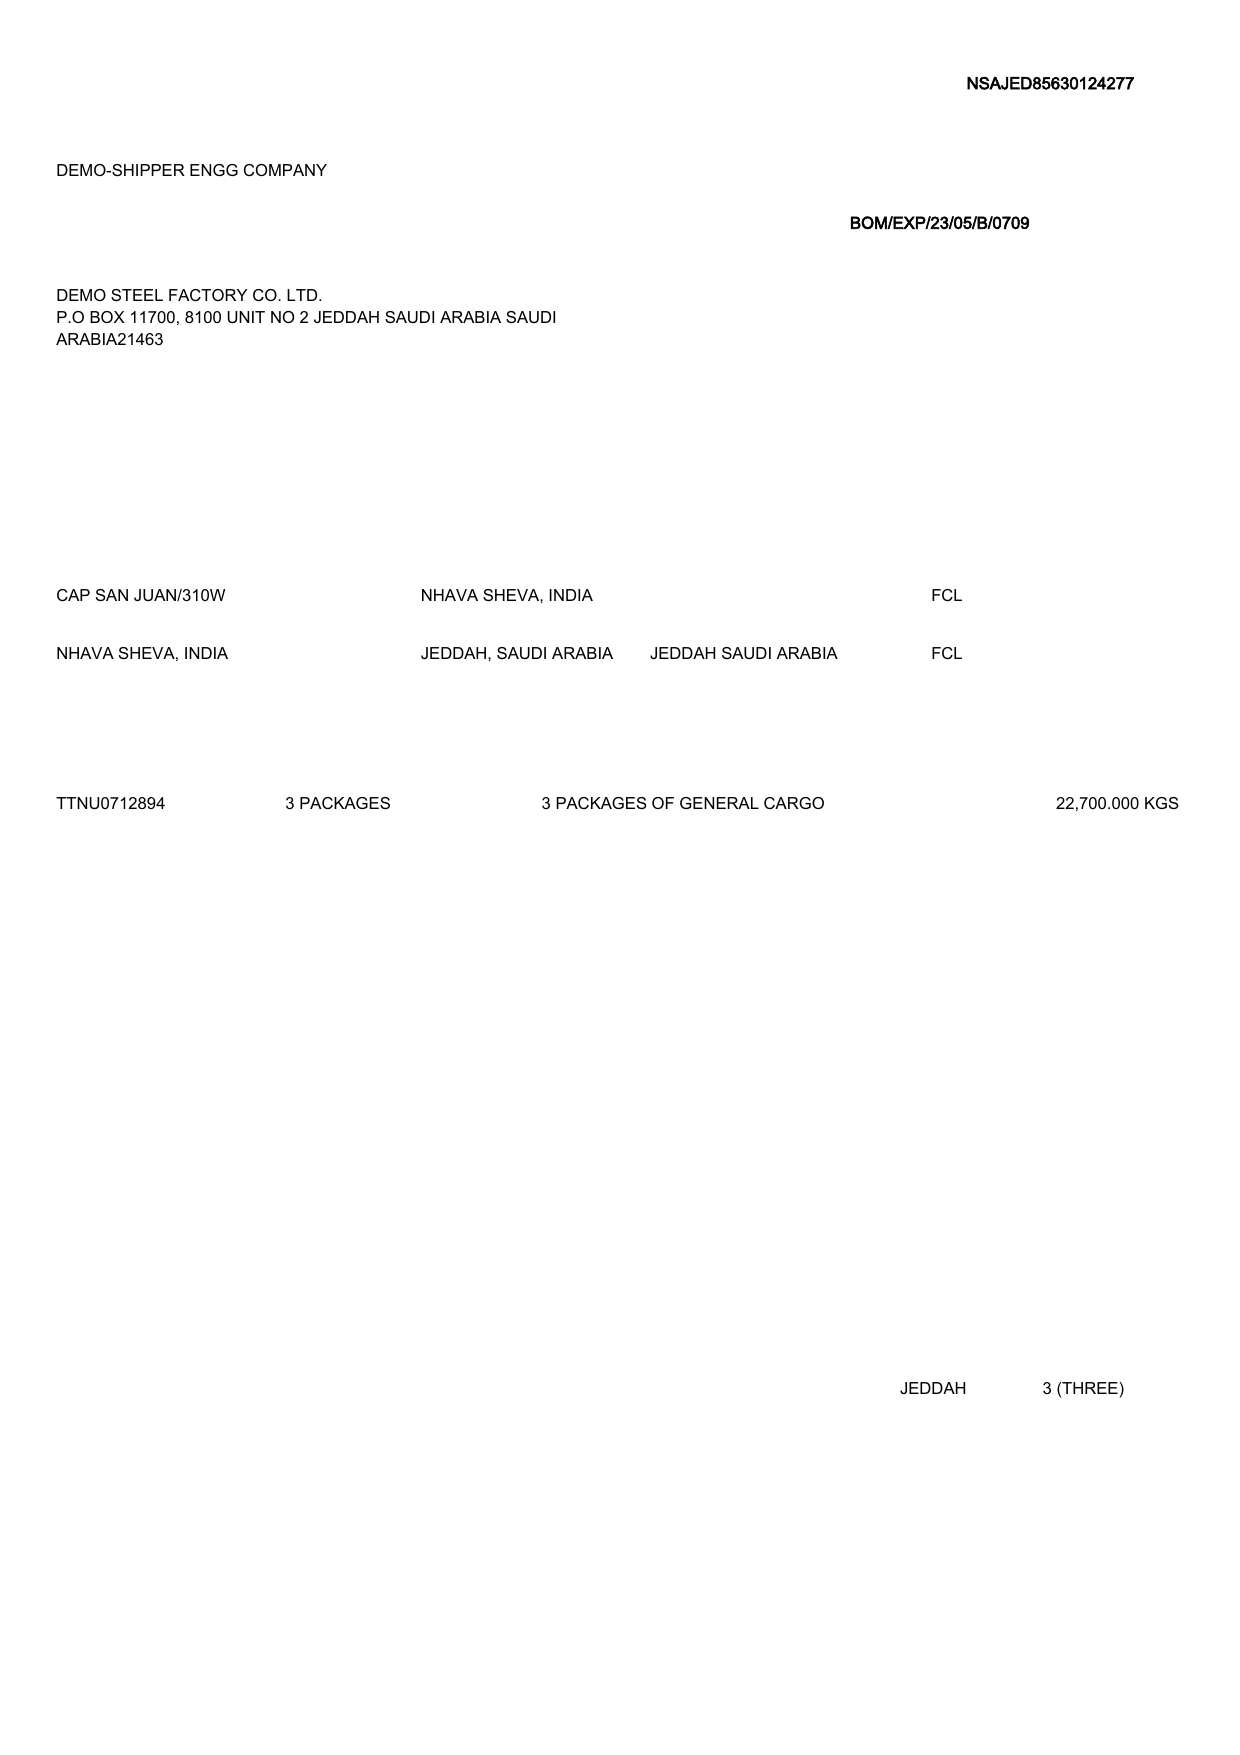 NSAJED85630124277
DEMO-SHIPPER ENGG COMPANY
BOM/EXP/23/05/B/0709
DEMO STEEL FACTORY CO. LTD.
P.O BOX 11700, 8100 UNIT NO 2 JEDDAH SAUDI ARABIA SAUDI
ARABIA21463
CAP SAN JUAN/310W NHAVA SHEVA, INDIA FCL
NHAVA SHEVA, INDIA JEDDAH, SAUDI ARABIA JEDDAH SAUDI ARABIA FCL
TTNU0712894 3 PACKAGES 3 PACKAGES OF GENERAL CARGO 22,700.000 KGS
JEDDAH 3 (THREE)